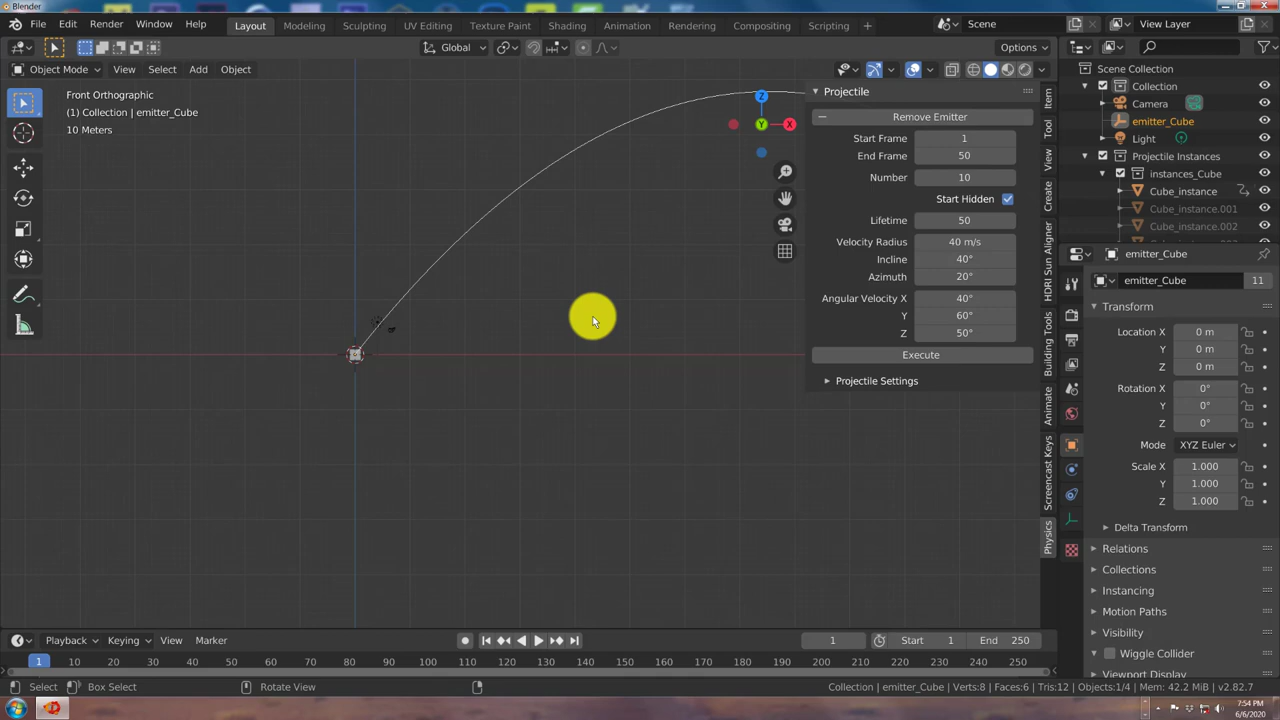 Blender
File Edit Render Window Help Layout Modeling Sculpting UV Editing Texture Paint Shading Animation Rendering Compositing Scripting + Scene View Layer
Global Options
Object Mode View Select Add Object
Front Orthographic
(1) Collection | emitter_Cube
10 Meters
Z
Y
X
Projectile
Remove Emitter
Start Frame 1
End Frame 50
Number 10
Start Hidden
Lifetime 50
Velocity Radius 40 m/s
Incline 40°
Azimuth 20°
Angular Velocity X 40°
Y 60°
Z 50°
Execute
Projectile Settings
Item
Tool
View
Create
HDRI Sun Aligner
Building Tools
Animate
Screencast Keys
Physics
Scene Collection
Collection
Camera
emitter_Cube
Light
Projectile Instances
instances_Cube
Cube_instance
Cube_instance.001
Cube_instance.002
emitter_Cube
emitter_Cube 11
Transform
Location X 0 m
Y 0 m
Z 0 m
Rotation X 0°
Y 0°
Z 0°
Mode XYZ Euler
Scale X 1.000
Y 1.000
Z 1.000
Delta Transform
Relations
Collections
Instancing
Motion Paths
Visibility
Wiggle Collider
Viewport Display
Playback Keying View Marker 1 Start 1 End 250
1 10 20 30 40 50 60 70 80 90 100 110 120 130 140 150 160 170 180 190 200 210 220 230 240 250
Select Box Select Rotate View Collection | emitter_Cube | Verts:8 | Faces:6 | Tris:12 | Objects:1/4 | Mem: 42.2 MiB | v2.82.7
7:54 PM
6/6/2020